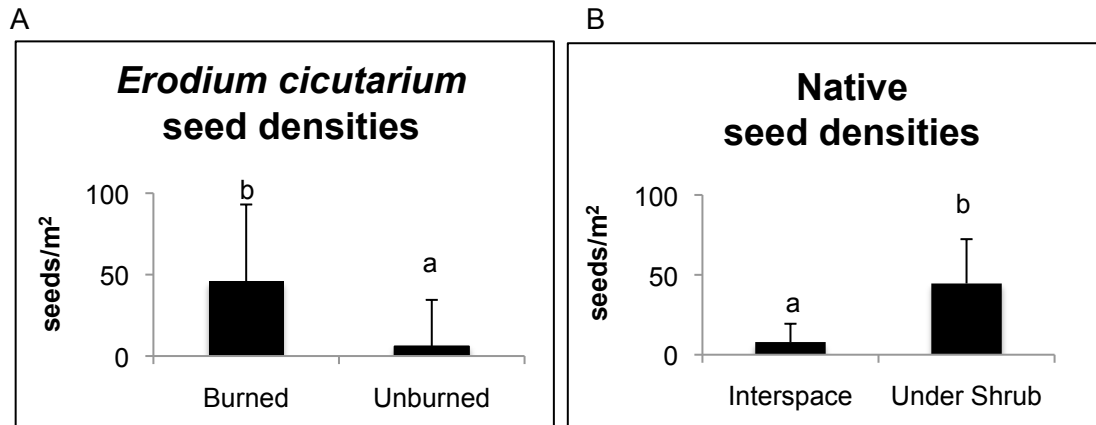 A
Erodium cicutarium
seed densities
seeds/m²
100
50
0
b
a
Burned
Unburned
B
Native
seed densities
seeds/m²
100
50
0
a
b
Interspace
Under Shrub